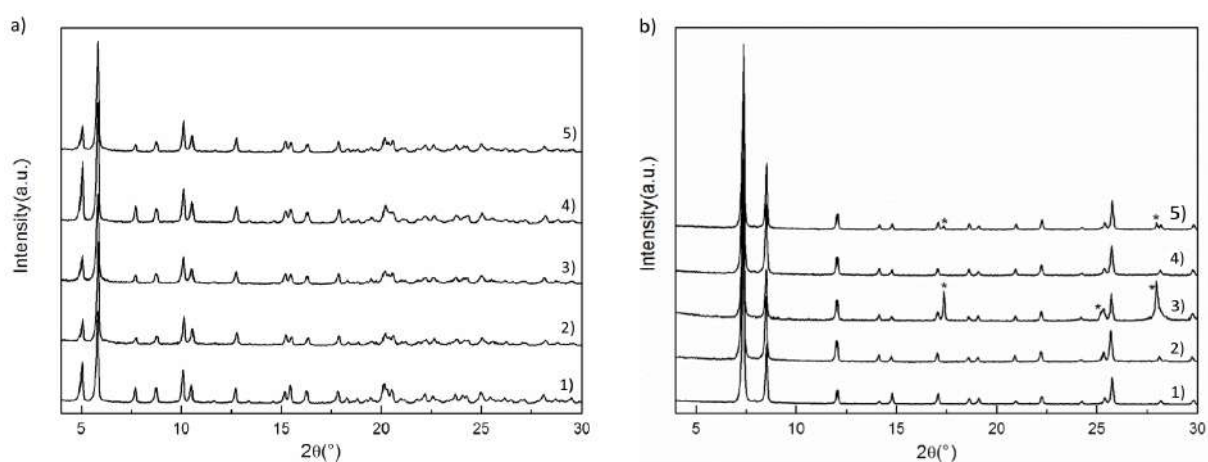 a)
5)
4)
3)
2)
1)
Intensity(a.u.)
5 10 15 20 25 30
2θ(°)
b)
* * 5)
4)
* * * 3)
2)
1)
Intensity(a.u.)
5 10 15 20 25 30
2θ(°)